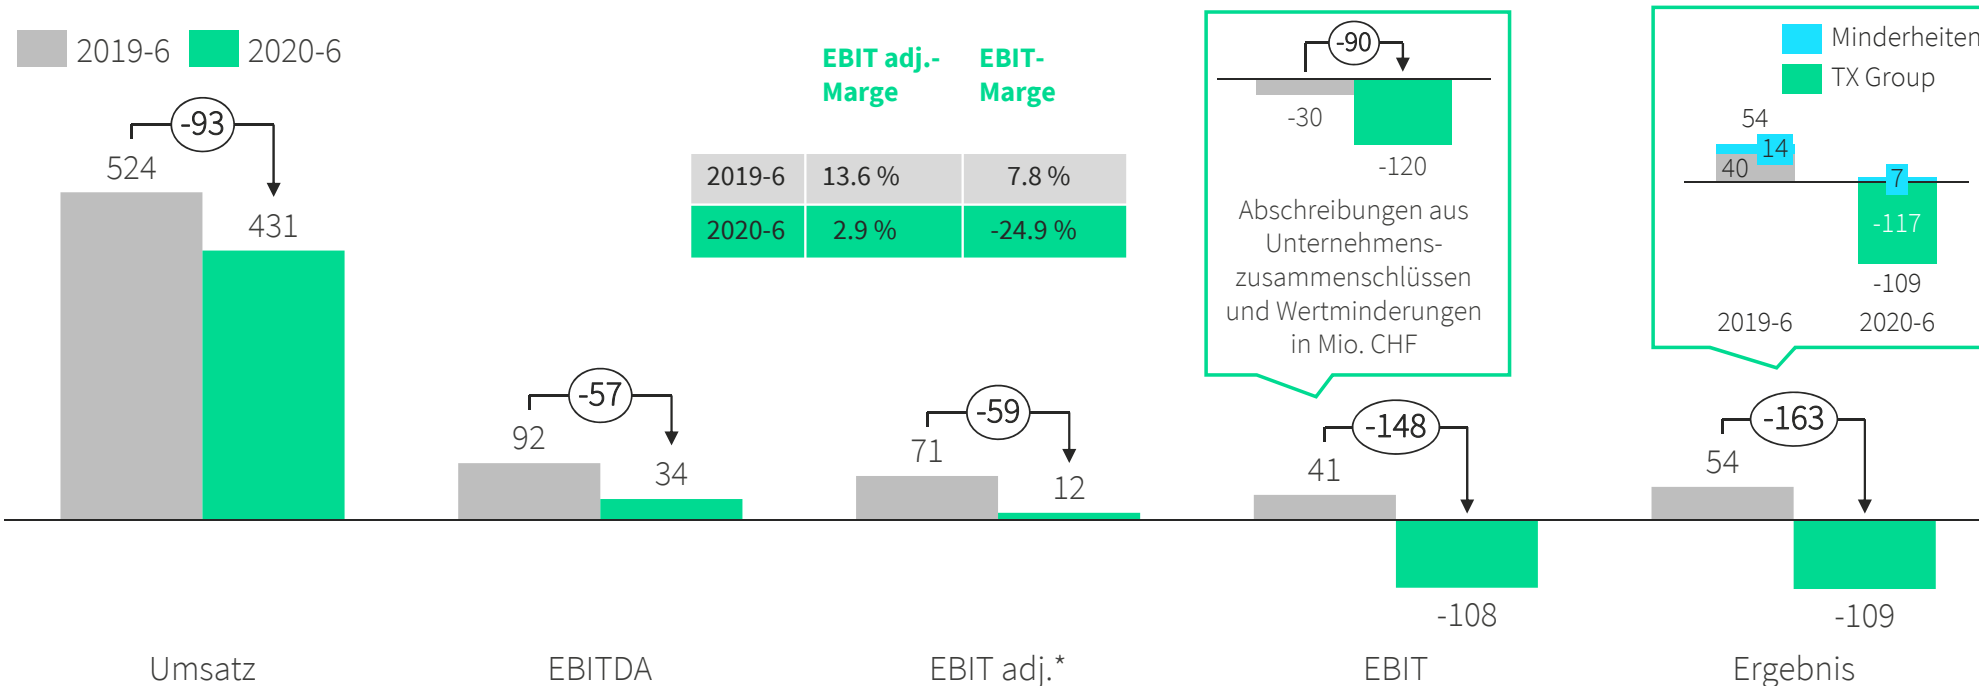 2019-6 2020-6
-93
524
431
Umsatz
-57
92
34
EBITDA
EBIT adj.- EBIT-
Marge Marge
2019-6 13.6 % 7.8 %
2020-6 2.9 % -24.9 %
-59
71
12
EBIT adj.*
-90
-30
-120
Abschreibungen aus
Unternehmens-
zusammenschlüssen
und Wertminderungen
in Mio. CHF
-148
41
-108
EBIT
Minderheiten
TX Group
54
14
40
7
-117
-109
2019-6 2020-6
-163
54
-109
Ergebnis